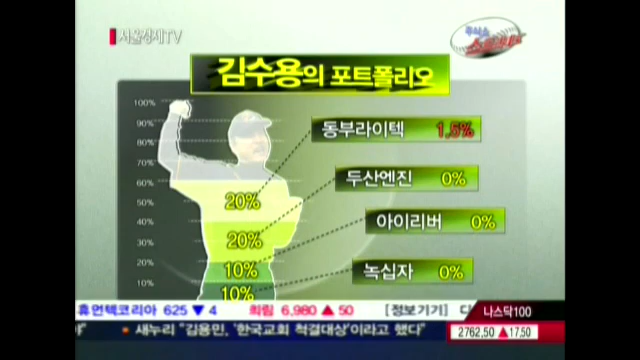 서울경제TV
김수용의 포트폴리오
100%
90%
80%
70%
60%
50%
40%
30%
20%
10%
동부라이텍 1.5%
두산엔진 0%
아이리버 0%
녹십자 0%
20%
20%
10%
10%
휴먼텍코리아 625 ▼ 4 희림 6,980 ▲ 50 [정보기기] 다
나스닥100
새누리 "김용민, '한국교회 척결대상'이라고 했다"
2762,50 ▲17,50